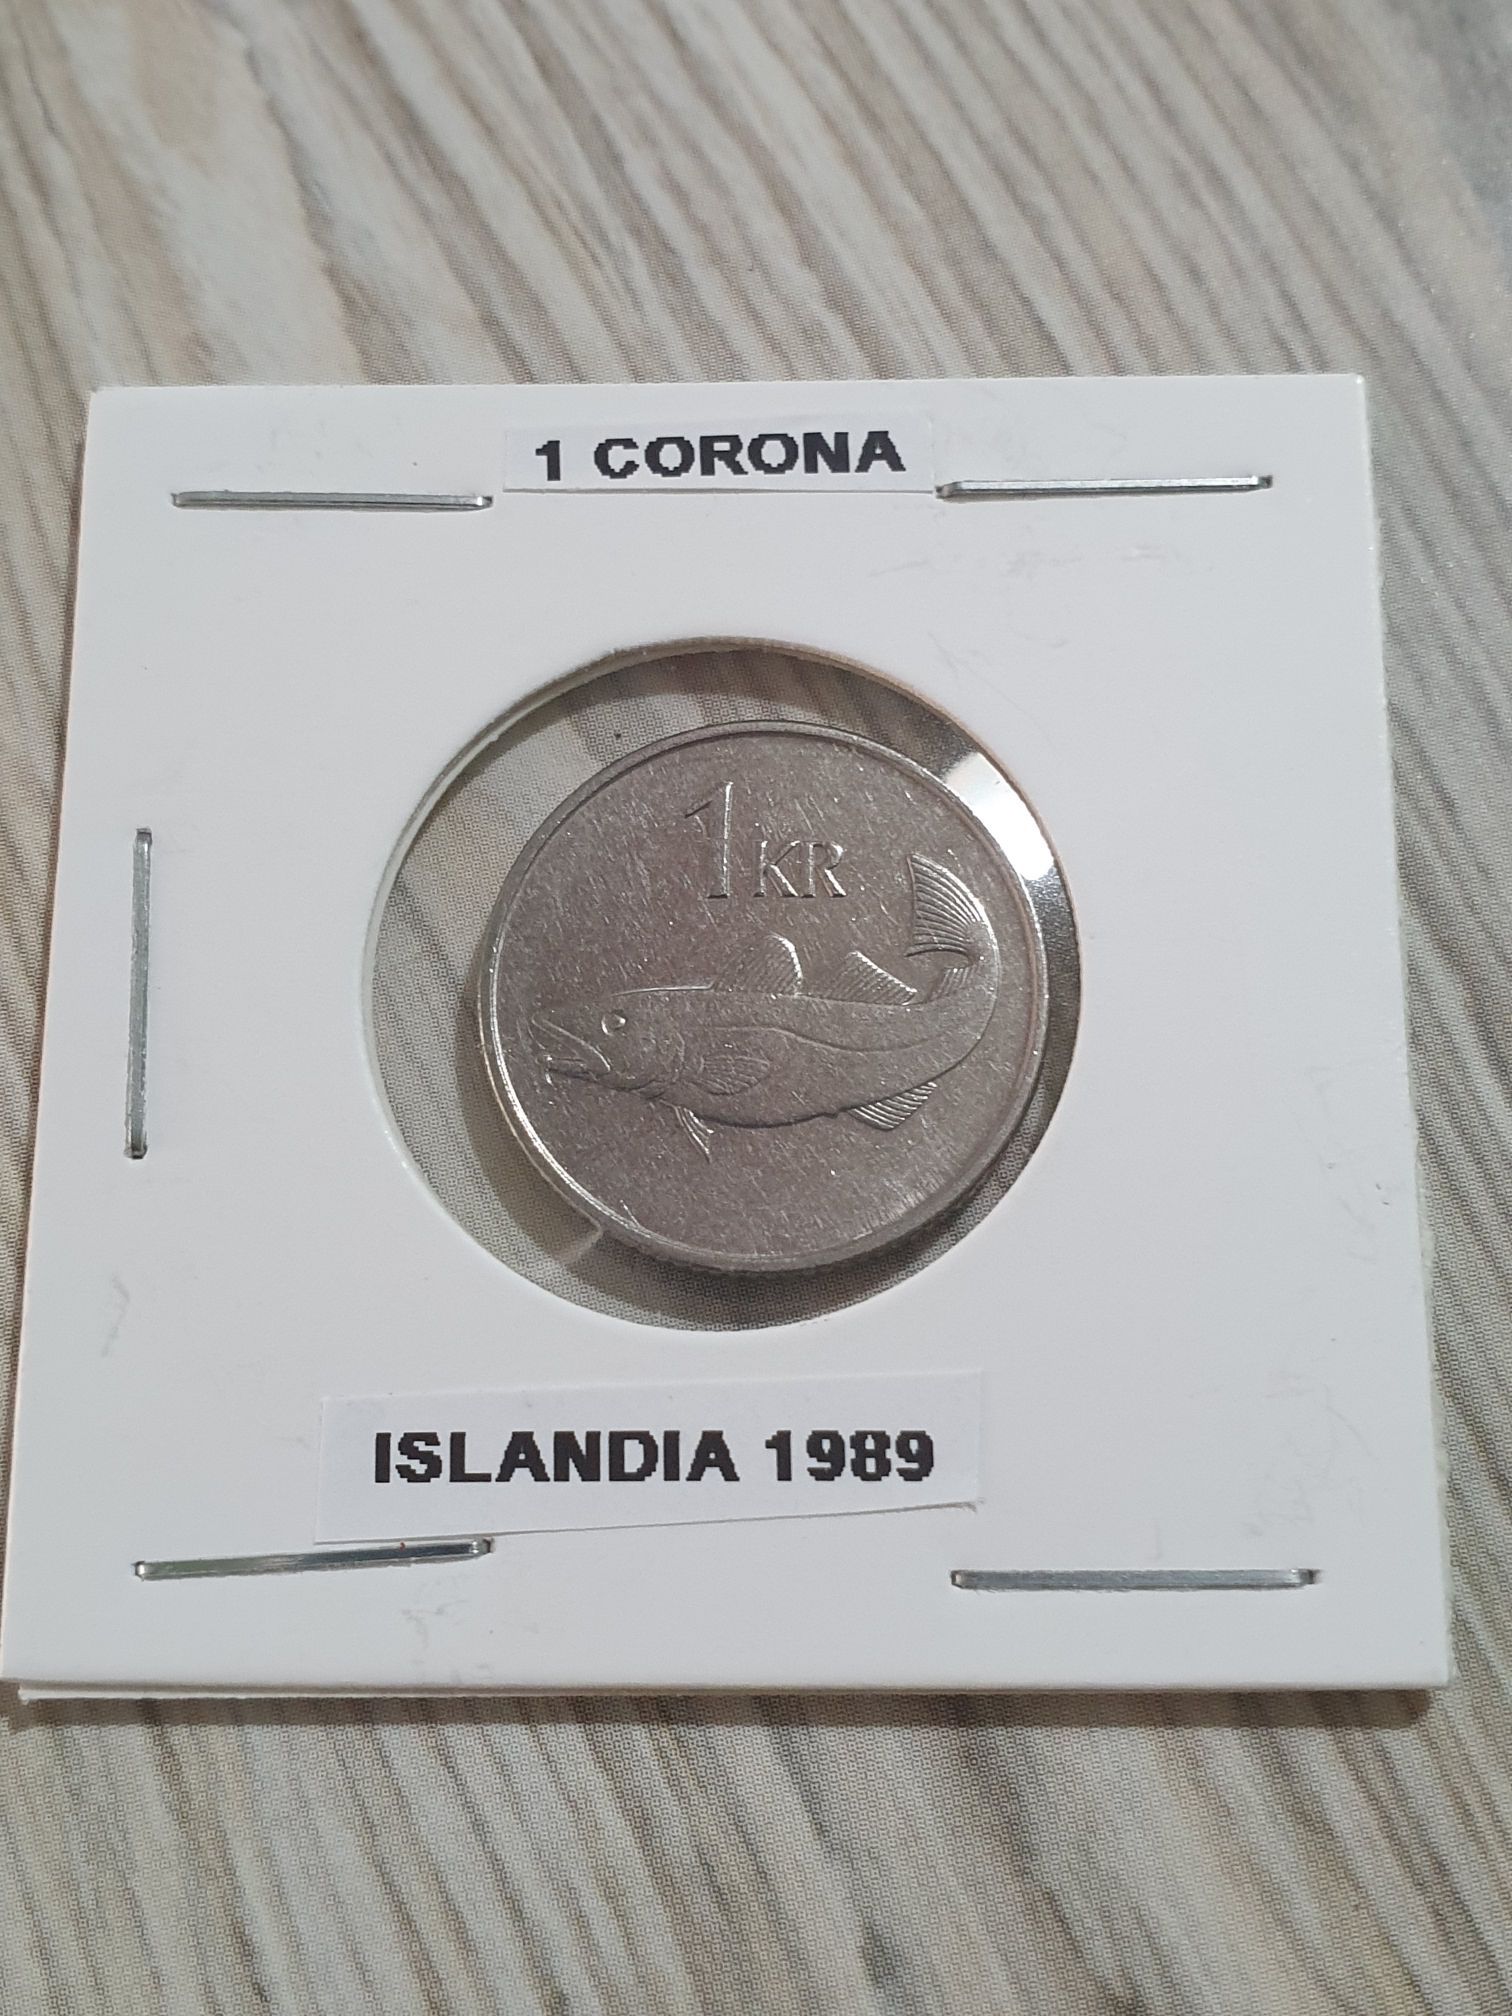 1 CORONA
1 KR
ISLANDIA 1989